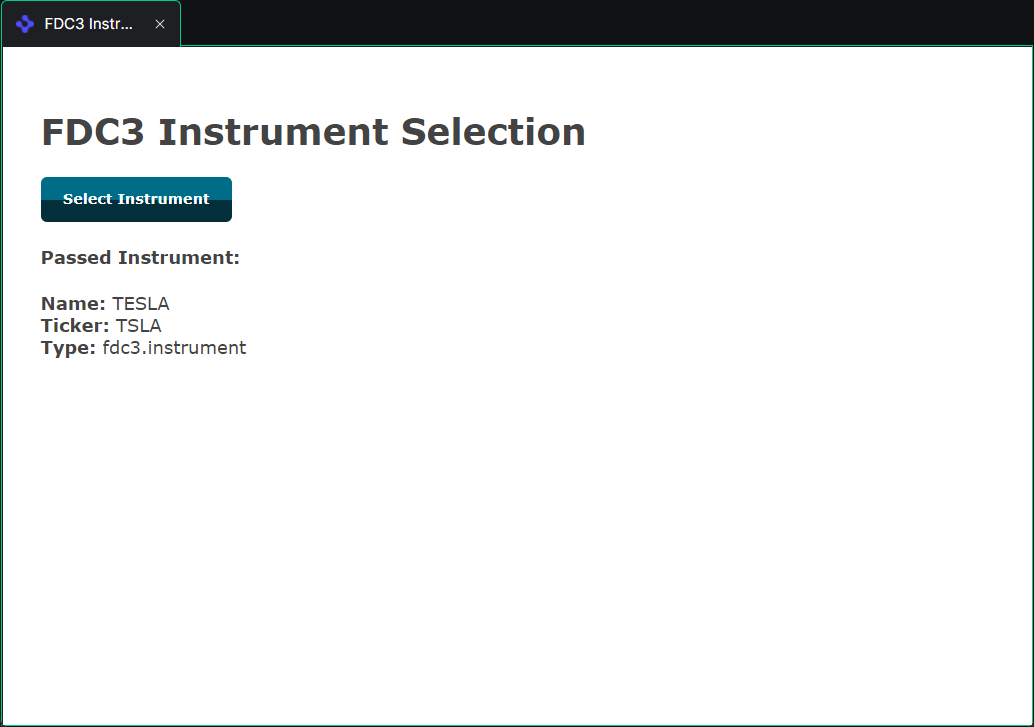 FDC3 Instr...
FDC3 Instrument Selection
Select Instrument
Passed Instrument:
Name: TESLA
Ticker: TSLA
Type: fdc3.instrument